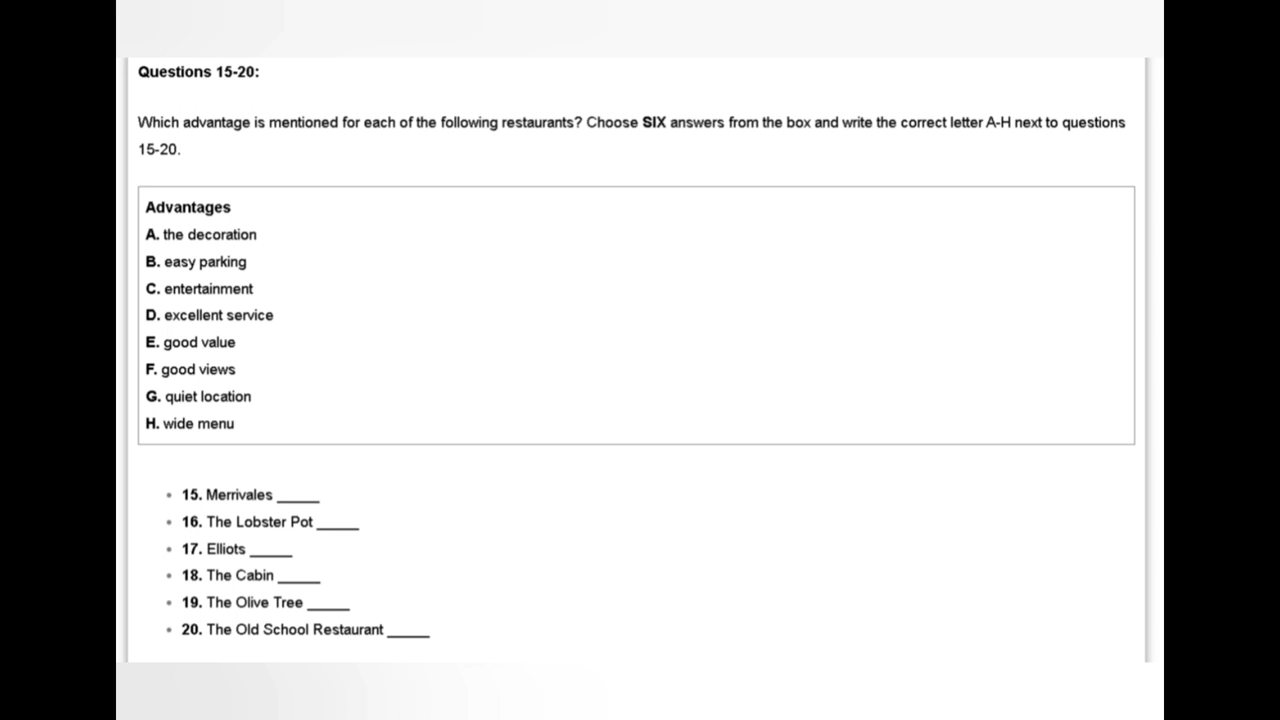 Questions 15-20:
Which advantage is mentioned for each of the following restaurants? Choose SIX answers from the box and write the correct letter A-H next to questions
15-20.
Advantages
A. the decoration
B. easy parking
C. entertainment
D. excellent service
E. good value
F. good views
G. quiet location
H. wide menu
• 15. Merrivales _____
• 16. The Lobster Pot _____
• 17. Elliots _____
• 18. The Cabin _____
• 19. The Olive Tree _____
• 20. The Old School Restaurant _____